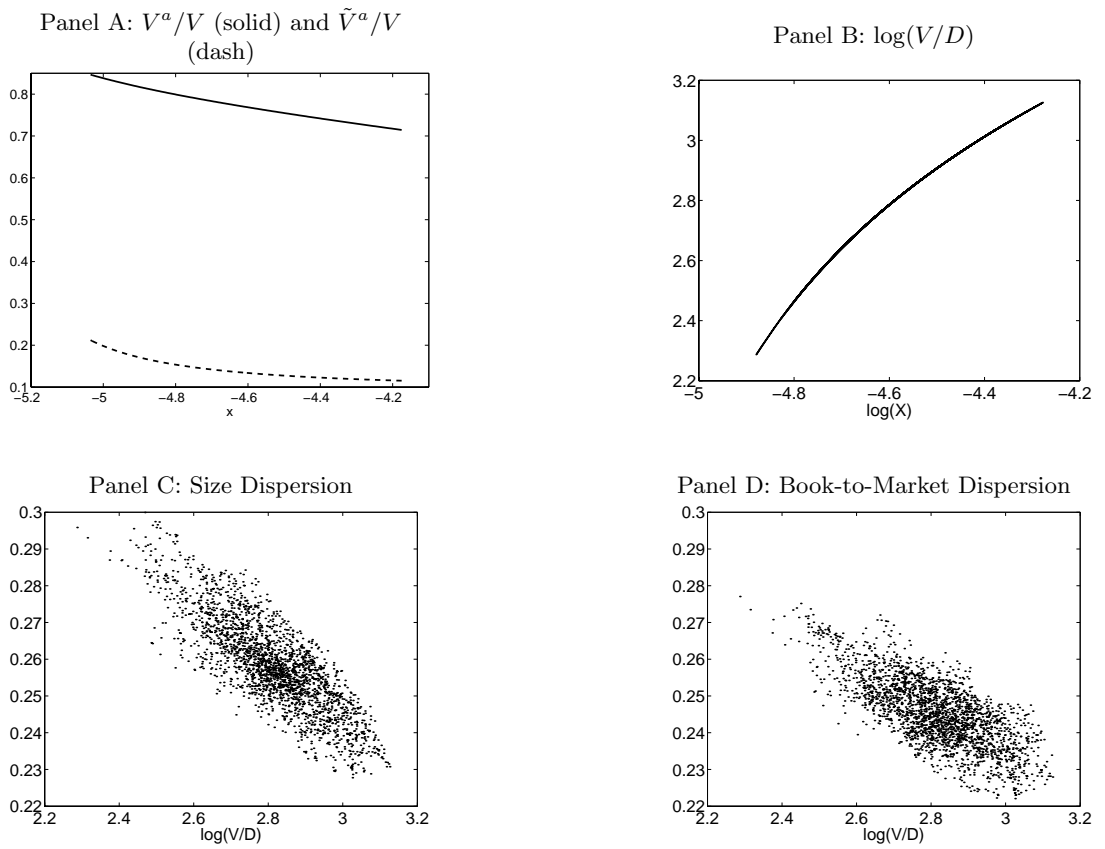 Panel A: V^a/V (solid) and Ṽ^a/V
(dash)
0.8
0.7
0.6
0.5
0.4
0.3
0.2
0.1
−5.2 −5 −4.8 −4.6 −4.4 −4.2
x
Panel B: log(V/D)
3.2
3
2.8
2.6
2.4
2.2
−5 −4.8 −4.6 −4.4 −4.2
log(X)
Panel C: Size Dispersion
0.3
0.29
0.28
0.27
0.26
0.25
0.24
0.23
0.22
2.2 2.4 2.6 2.8 3 3.2
log(V/D)
Panel D: Book-to-Market Dispersion
0.3
0.29
0.28
0.27
0.26
0.25
0.24
0.23
0.22
2.2 2.4 2.6 2.8 3 3.2
log(V/D)